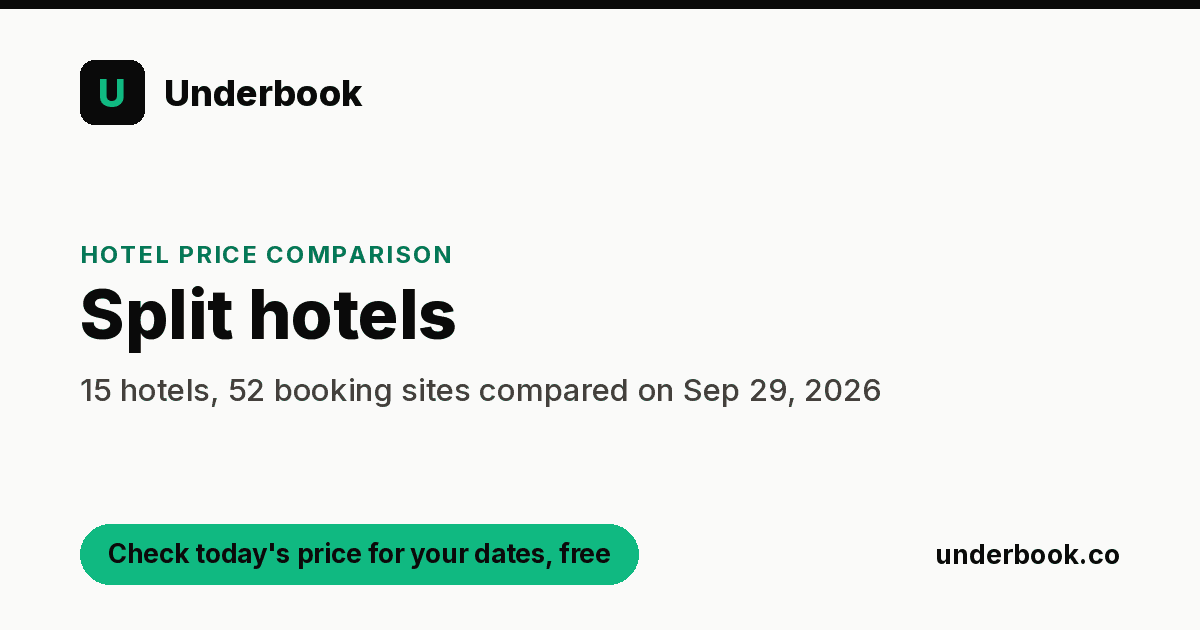 U Underbook
HOTEL PRICE COMPARISON
Split hotels
15 hotels, 52 booking sites compared on Sep 29, 2026
Check today's price for your dates, free
underbook.co